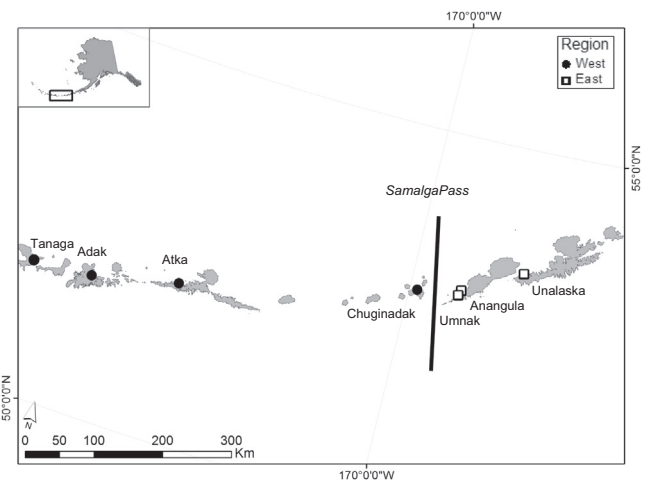 170°0'0"W
Region
West
East
55°0'0"N
SamalgaPass
Tanaga
Adak
Atka
Chuginadak
Umnak
Anangula
Unalaska
50°0'0"N
N
0 50 100 200 300
Km
170°0'0"W